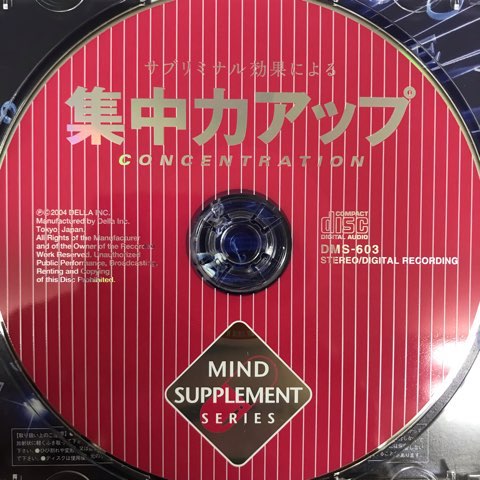 サブリミナル効果による
集中力アップ
CONCENTRATION
Ⓟ©2004 DELLA INC.
Manufactured by Della Inc.
Tokyo, Japan.
All Rights of the Manufacturer
and of the Owner of the Recorded
Work Reserved. Unauthorized
Public Performance, Broadcasting,
Renting and Copying
of this Disc Prohibited.
COMPACT
disc
DIGITAL AUDIO
DMS-603
STEREO/DIGITAL RECORDING
MIND
SUPPLEMENT
SERIES